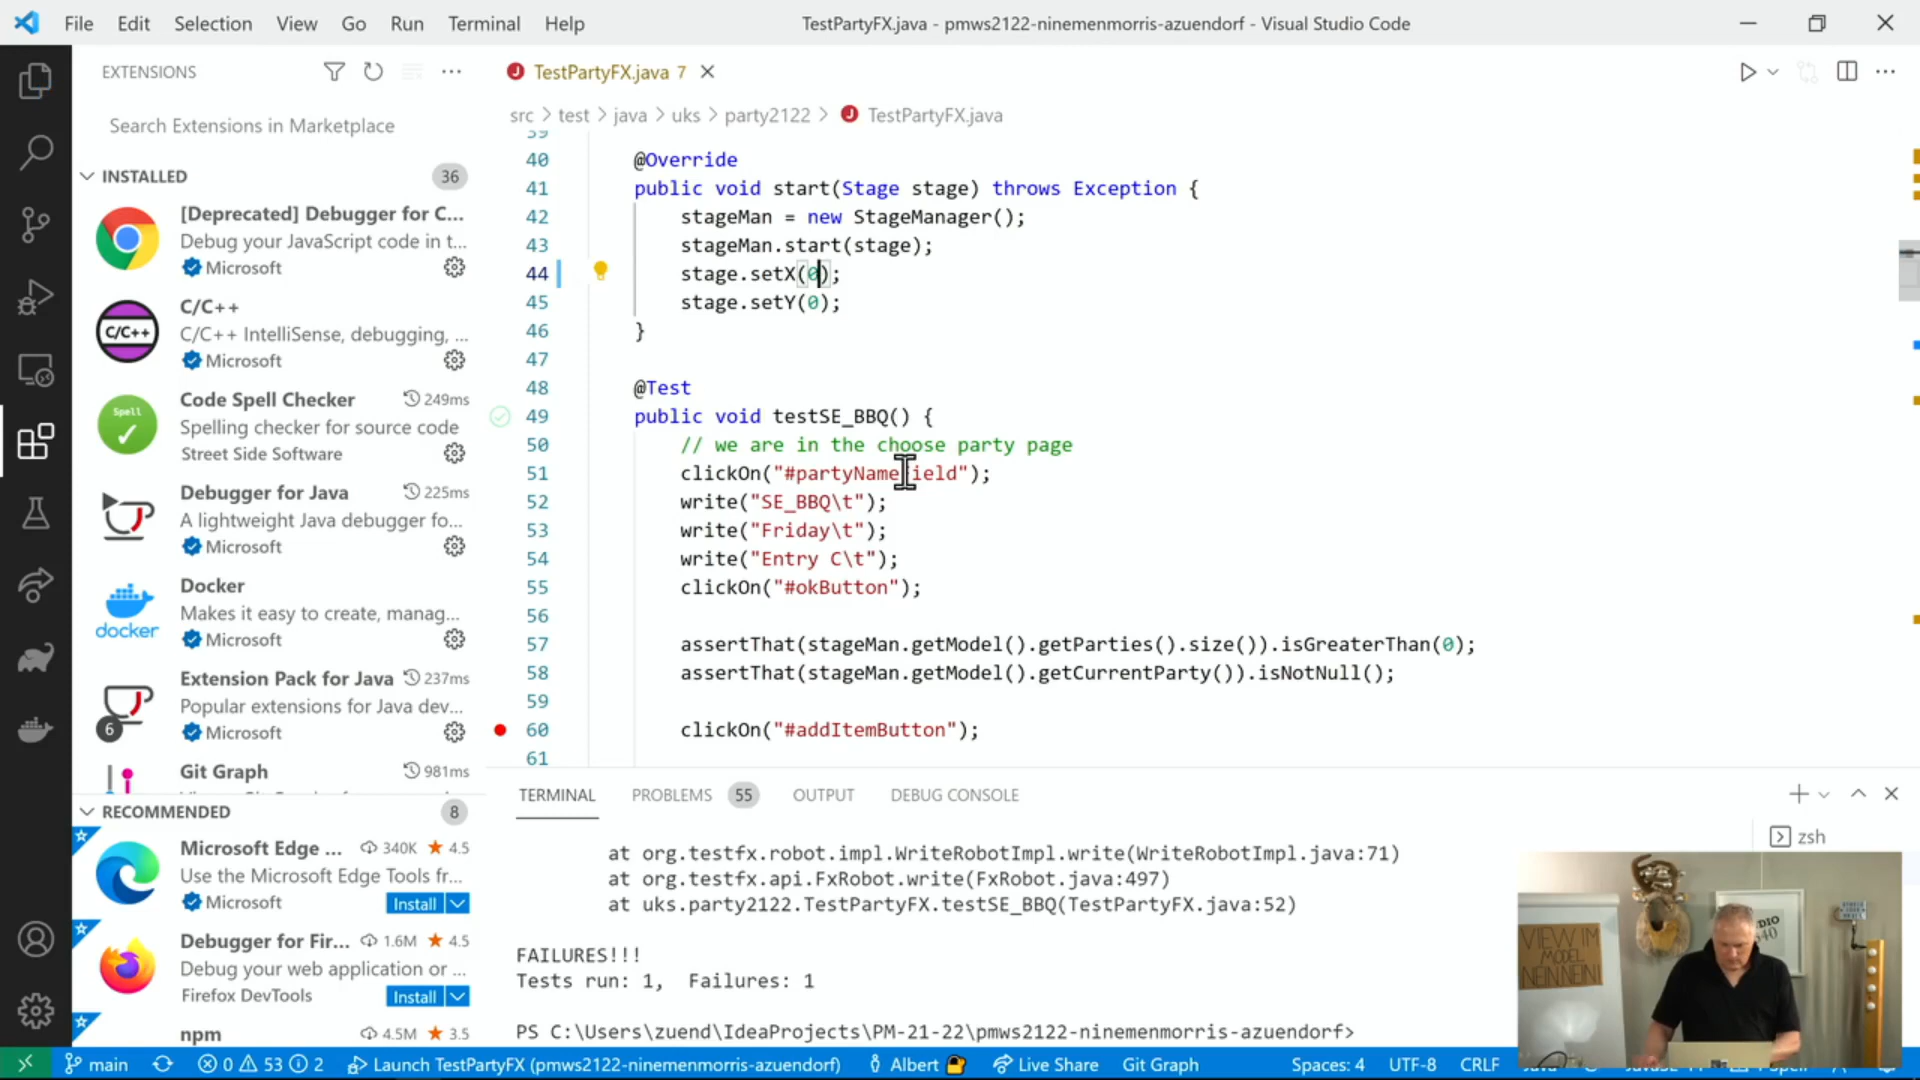 File Edit Selection View Go Run Terminal Help
TestPartyFX.java - pmws2122-ninemenmorris-azuendorf - Visual Studio Code
EXTENSIONS
Search Extensions in Marketplace
INSTALLED 36
[Deprecated] Debugger for C...
Debug your JavaScript code in t...
Microsoft
C/C++
C/C++
C/C++ IntelliSense, debugging, ...
Microsoft
Spell
Code Spell Checker 249ms
Spelling checker for source code
Street Side Software
Debugger for Java 225ms
A lightweight Java debugger fo...
Microsoft
docker
Docker
Makes it easy to create, manag...
Microsoft
6
Extension Pack for Java 237ms
Popular extensions for Java dev...
Microsoft
Git Graph 981ms
RECOMMENDED 8
Microsoft Edge ... 340K 4.5
Use the Microsoft Edge Tools fr...
Microsoft Install
Debugger for Fir... 1.6M 4.5
Debug your web application or ...
Firefox DevTools Install
npm 4.5M 3.5
TestPartyFX.java 7
src > test > java > uks > party2122 > TestPartyFX.java
39
40 @Override
41 public void start(Stage stage) throws Exception {
42 stageMan = new StageManager();
43 stageMan.start(stage);
44 stage.setX(0);
45 stage.setY(0);
46 }
47
48 @Test
49 public void testSE_BBQ() {
50 // we are in the choose party page
51 clickOn("#partyNameField");
52 write("SE_BBQ\t");
53 write("Friday\t");
54 write("Entry C\t");
55 clickOn("#okButton");
56
57 assertThat(stageMan.getModel().getParties().size()).isGreaterThan(0);
58 assertThat(stageMan.getModel().getCurrentParty()).isNotNull();
59
60 clickOn("#addItemButton");
61
TERMINAL PROBLEMS 55 OUTPUT DEBUG CONSOLE
zsh
at org.testfx.robot.impl.WriteRobotImpl.write(WriteRobotImpl.java:71)
at org.testfx.api.FxRobot.write(FxRobot.java:497)
at uks.party2122.TestPartyFX.testSE_BBQ(TestPartyFX.java:52)
FAILURES!!!
Tests run: 1, Failures: 1
PS C:\Users\zuend\IdeaProjects\PM-21-22\pmws2122-ninemenmorris-azuendorf>
VIEW IM
MODEL
NEIN NEIN!
main 0 53 2 Launch TestPartyFX (pmws2122-ninemenmorris-azuendorf) Albert Live Share Git Graph Spaces: 4 UTF-8 CRLF